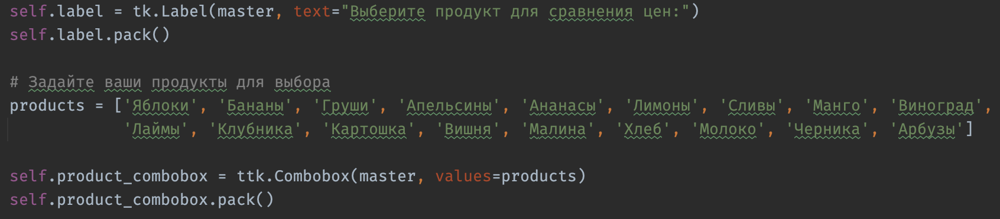 self.label = tk.Label(master, text="Выберите продукт для сравнения цен:")
self.label.pack()
# Задайте ваши продукты для выбора
products = ['Яблоки', 'Бананы', 'Груши', 'Апельсины', 'Ананасы', 'Лимоны', 'Сливы', 'Манго', 'Виноград',
'Лаймы', 'Клубника', 'Картошка', 'Вишня', 'Малина', 'Хлеб', 'Молоко', 'Черника', 'Арбузы']
self.product_combobox = ttk.Combobox(master, values=products)
self.product_combobox.pack()